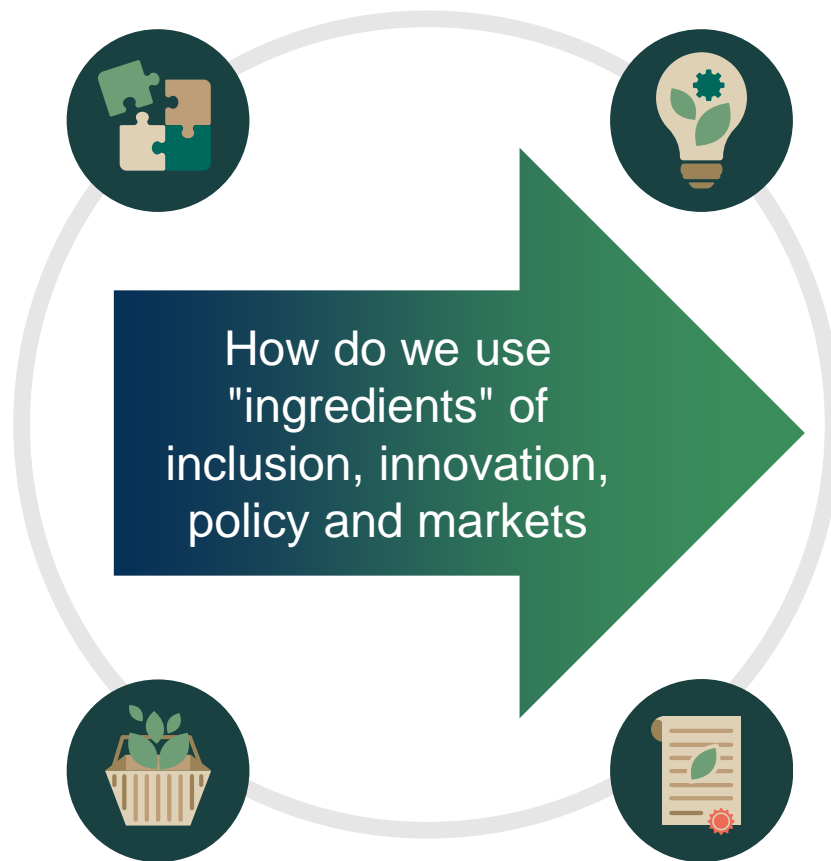 How do we use
"ingredients" of
inclusion, innovation,
policy and markets